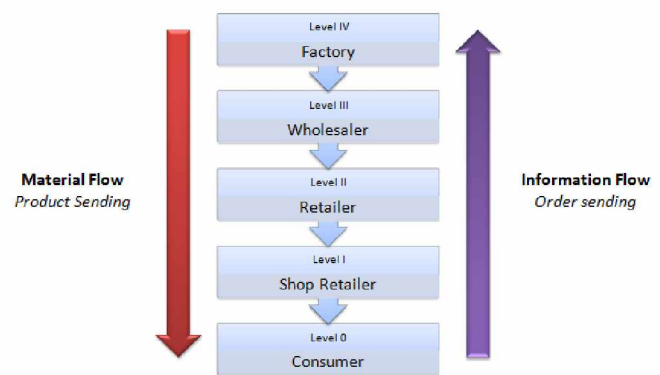 Level IV
Factory
Level III
Wholesaler
Material Flow
Product Sending
Level II
Retailer
Information Flow
Order sending
Level I
Shop Retailer
Level 0
Consumer